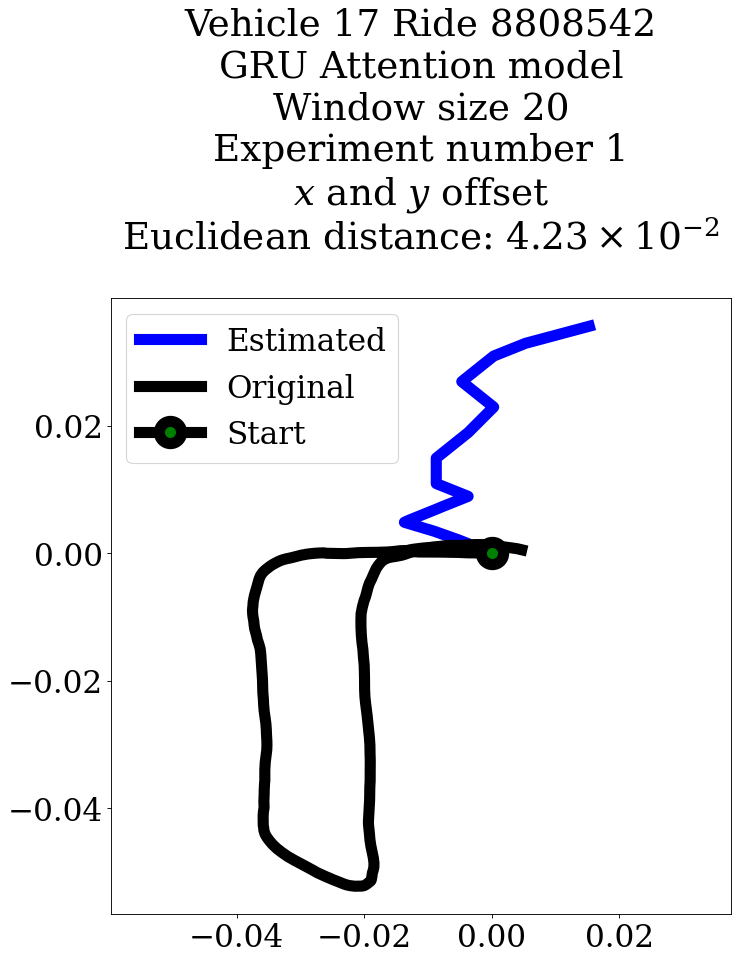 Vehicle 17 Ride 8808542
GRU Attention model
Window size 20
Experiment number 1
x and y offset
Euclidean distance: 4.23 × 10⁻²
Estimated
Original
Start
0.02
0.00
−0.02
−0.04
−0.04 −0.02 0.00 0.02